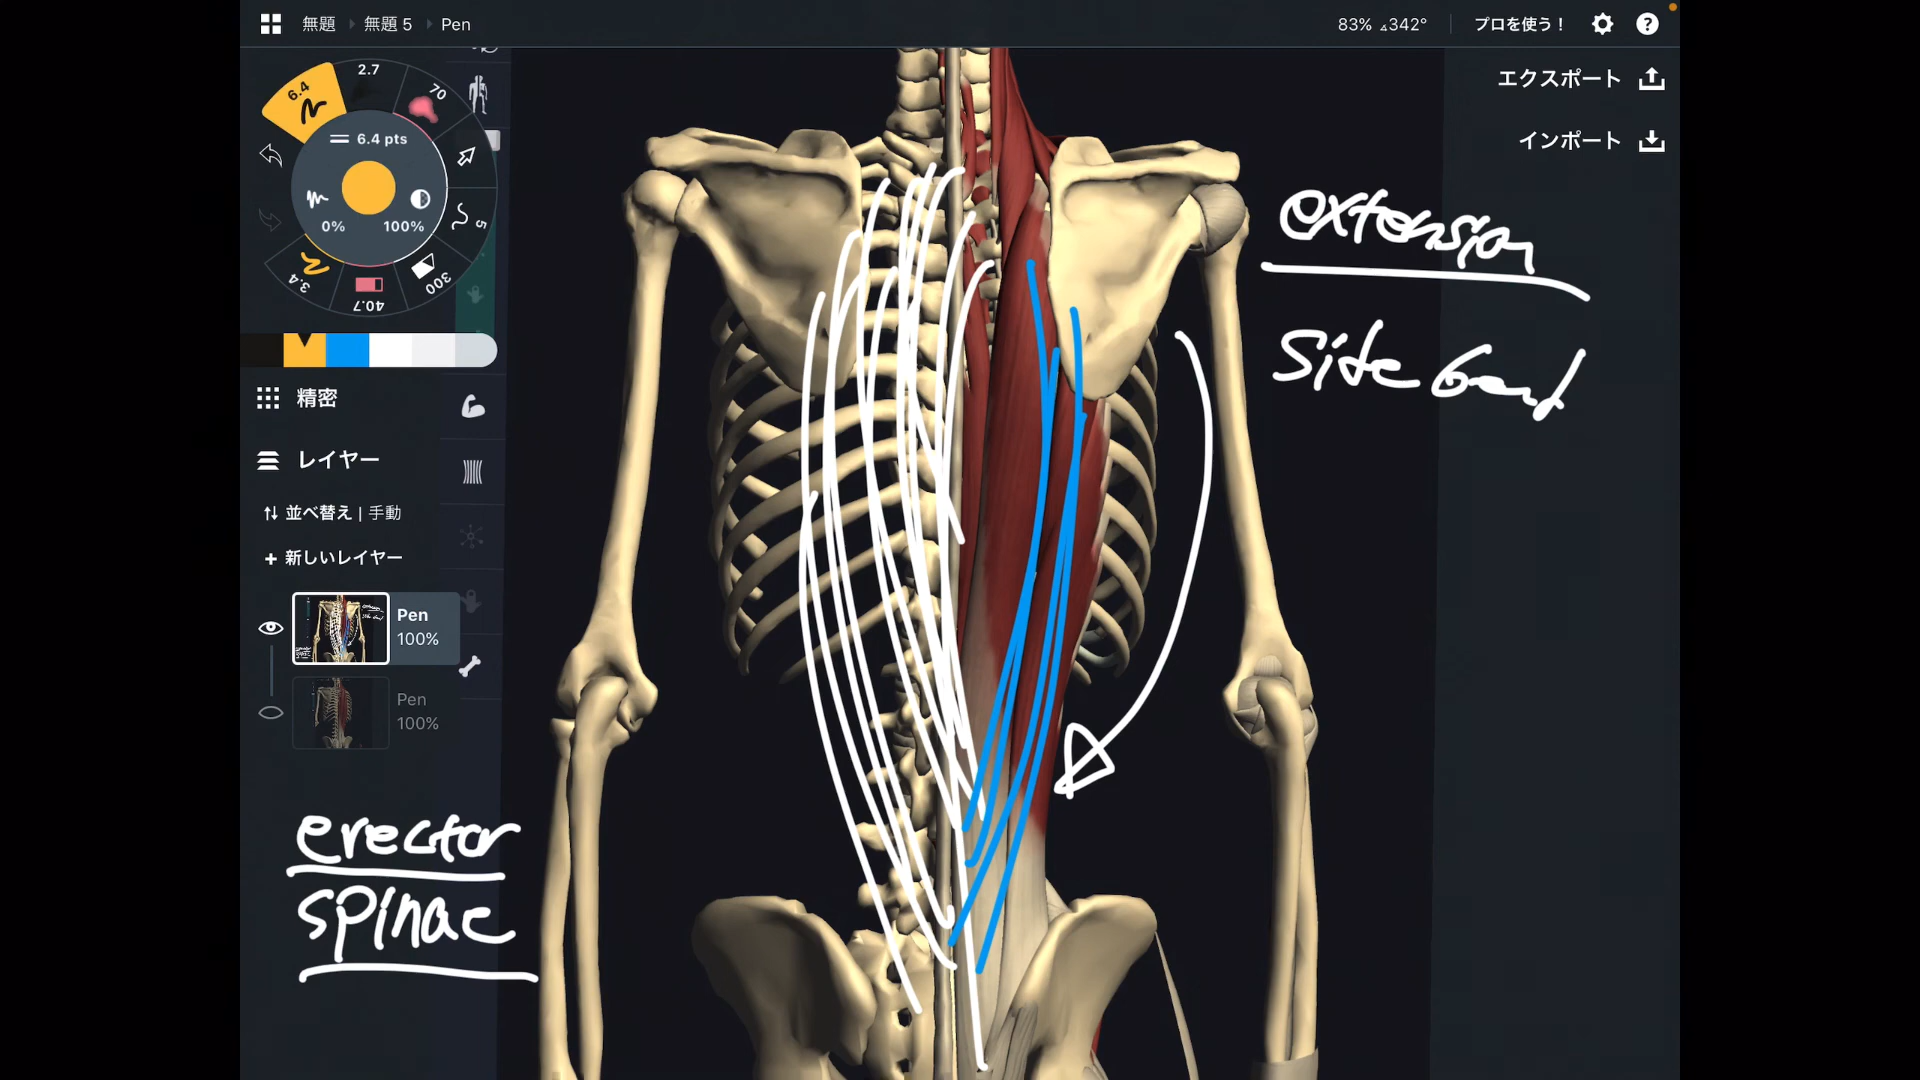 無題 無題 5 Pen
83% ⊿342° プロを使う！
エクスポート
インポート
6.4
2.7
70
6.4 pts
0% 100%
5
300
40.7
3.4
精密
レイヤー
並べ替え | 手動
+ 新しいレイヤー
Pen
100%
Pen
100%
extension
Side Bend
erector
spinae